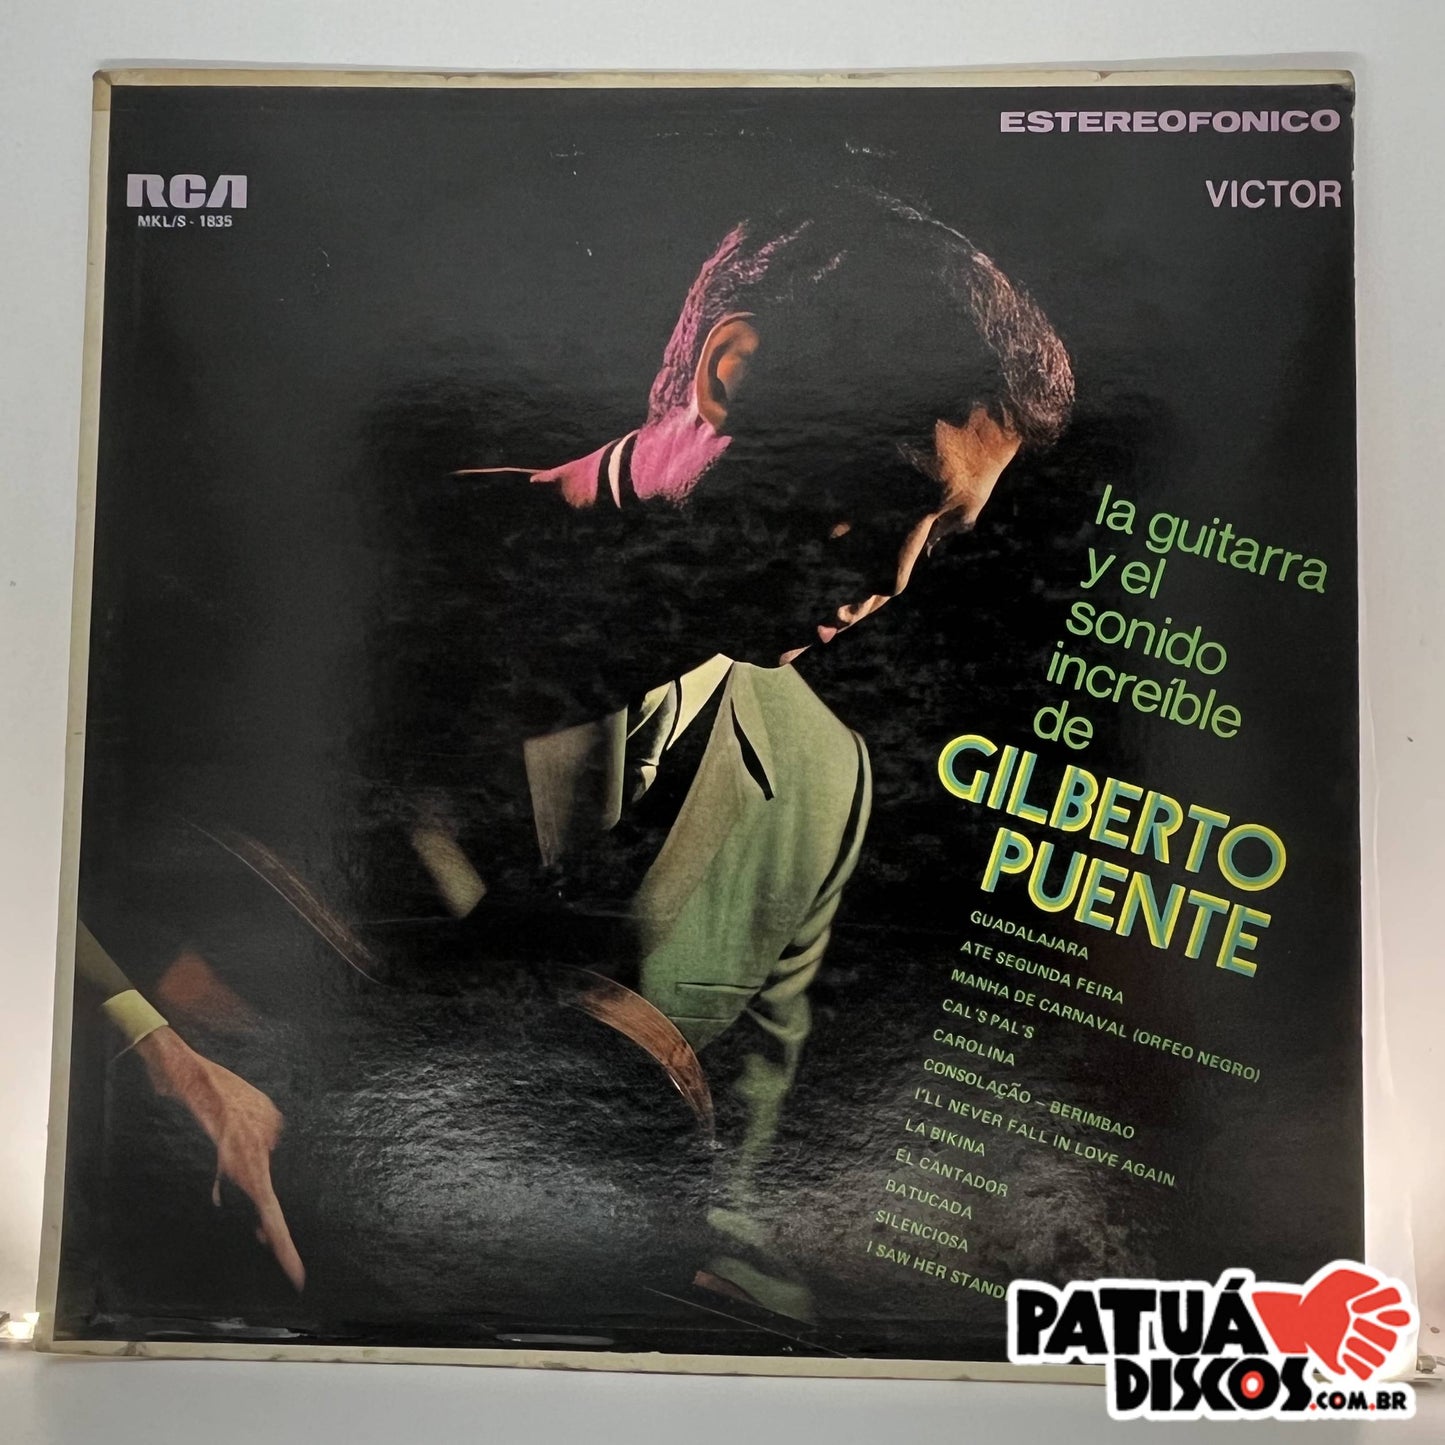 ESTEREOFONICO
RCA
VICTOR
MKL/S - 1835
la guitarra
y el
sonido
increíble
de
GILBERTO
PUENTE
GUADALAJARA
ATE SEGUNDA FEIRA
MANHA DE CARNAVAL (ORFEO NEGRO)
CAL'S PAL'S
CAROLINA
CONSOLAÇÃO - BERIMBAO
I'LL NEVER FALL IN LOVE AGAIN
LA BIKINA
EL CANTADOR
BATUCADA
SILENCIOSA
I SAW HER
PATUÁ
DISCOS.COM.BR